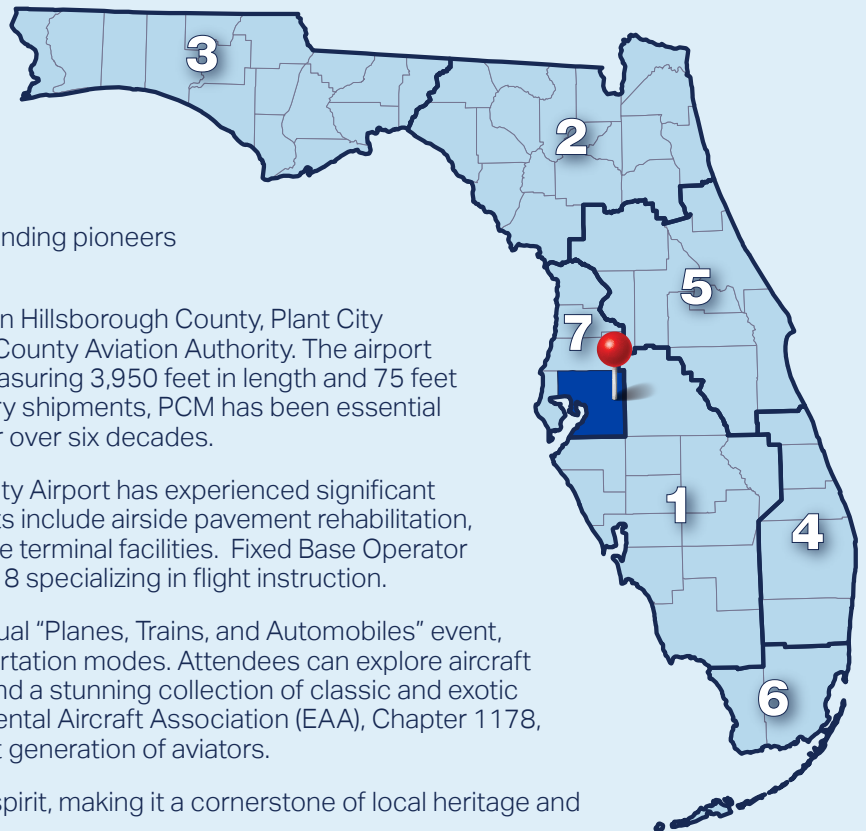 3
2
nding pioneers
5
n Hillsborough County, Plant City
7
County Aviation Authority. The airport
asuring 3,950 feet in length and 75 feet
ry shipments, PCM has been essential
r over six decades.
ity Airport has experienced significant
1
ts include airside pavement rehabilitation,
4
e terminal facilities.  Fixed Base Operator
18 specializing in flight instruction.
ual “Planes, Trains, and Automobiles” event,
rtation modes. Attendees can explore aircraft
nd a stunning collection of classic and exotic
6
ental Aircraft Association (EAA), Chapter 1178,
t generation of aviators.
spirit, making it a cornerstone of local heritage and